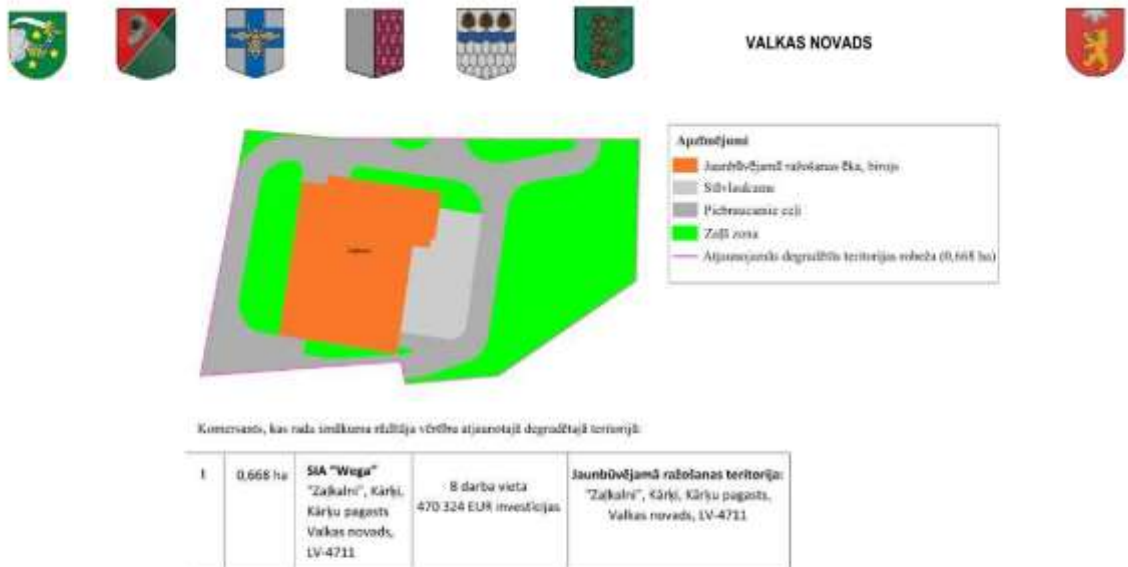 VALKAS NOVADS
Apzīmējumi
Jaunbūvējamā ražošanas ēka, birojs
Stāvlaukums
Piebraucamie ceļi
Zaļā zona
Atjaunojamās degradētās teritorijas robeža (0,668 ha)
Komersants, kas rada iznākuma rādītāja vērtību atjaunotajā degradētajā teritorijā:
1
0,668 ha
SIA "Wega"
"Zaļkalni", Kārķi,
Kārķu pagasts
Valkas novads,
LV-4711
8 darba vieta
470 324 EUR investīcijas
Jaunbūvējamā ražošanas teritorija:
"Zaļkalni", Kārķi, Kārķu pagasts,
Valkas novads, LV-4711